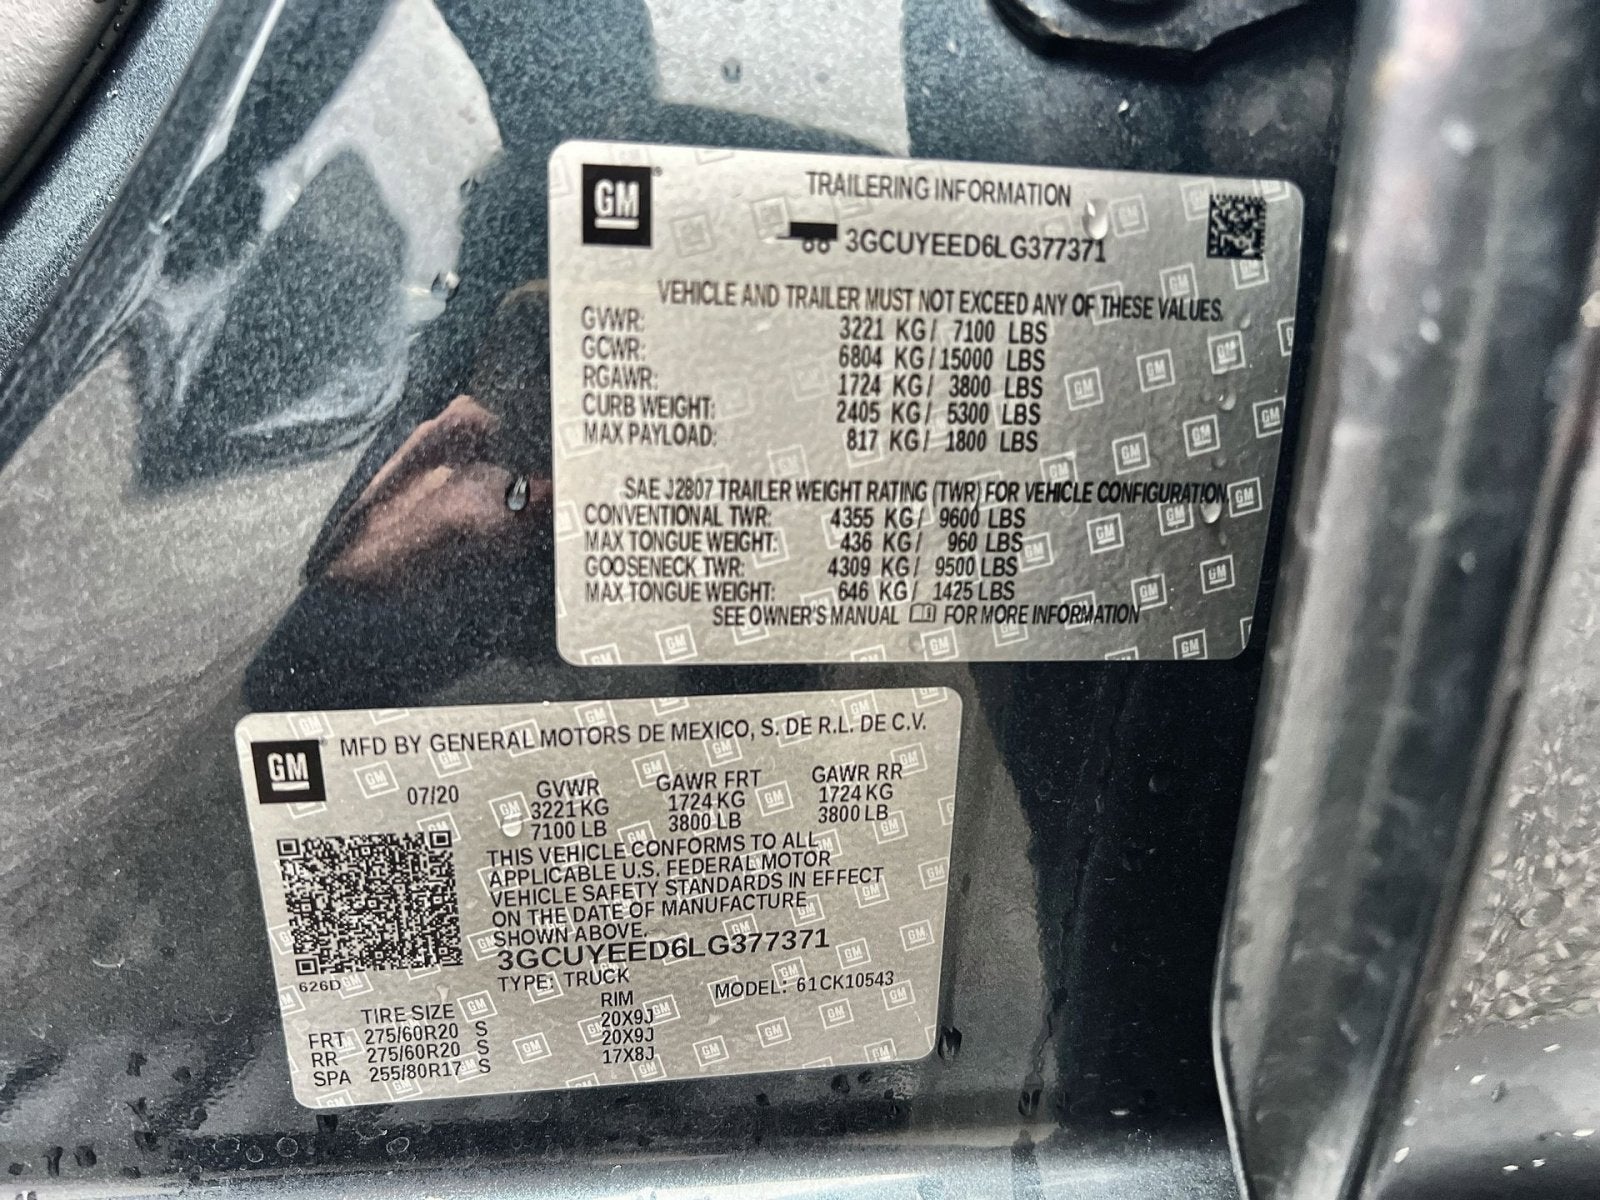 GM
TRAILERING INFORMATION
88 3GCUYEED6LG377371
VEHICLE AND TRAILER MUST NOT EXCEED ANY OF THESE VALUES.
GVWR: 3221 KG/ 7100 LBS
GCWR: 6804 KG/15000 LBS
RGAWR: 1724 KG/ 3800 LBS
CURB WEIGHT: 2405 KG/ 5300 LBS
MAX PAYLOAD: 817 KG/ 1800 LBS
SAE J2807 TRAILER WEIGHT RATING (TWR) FOR VEHICLE CONFIGURATION.
CONVENTIONAL TWR: 4355 KG/ 9600 LBS
MAX TONGUE WEIGHT: 436 KG/ 960 LBS
GOOSENECK TWR: 4309 KG/ 9500 LBS
MAX TONGUE WEIGHT: 646 KG/ 1425 LBS
SEE OWNER'S MANUAL FOR MORE INFORMATION
GM
MFD BY GENERAL MOTORS DE MEXICO, S. DE R.L. DE C.V.
07/20 GVWR GAWR FRT GAWR RR
3221 KG 1724 KG 1724 KG
7100 LB 3800 LB 3800 LB
THIS VEHICLE CONFORMS TO ALL
APPLICABLE U.S. FEDERAL MOTOR
VEHICLE SAFETY STANDARDS IN EFFECT
ON THE DATE OF MANUFACTURE
SHOWN ABOVE.
3GCUYEED6LG377371
626D TYPE: TRUCK MODEL: 61CK10543
TIRE SIZE RIM
FRT 275/60R20 S 20X9J
RR 275/60R20 S 20X9J
SPA 255/80R17 S 17X8J